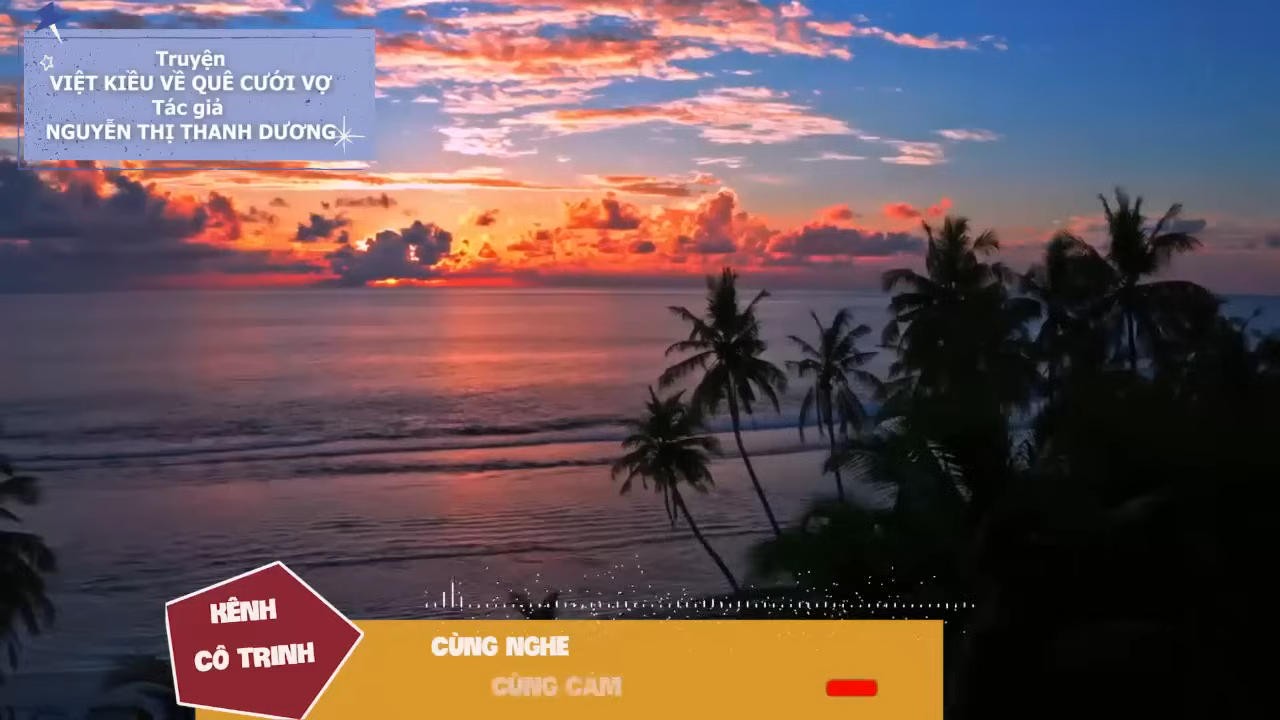 Truyện
VIỆT KIỀU VỀ QUÊ CƯỚI VỢ
Tác giả
NGUYỄN THỊ THANH DƯƠNG
KÊNH
CÔ TRINH
CÙNG NGHE
CÙNG CẢM